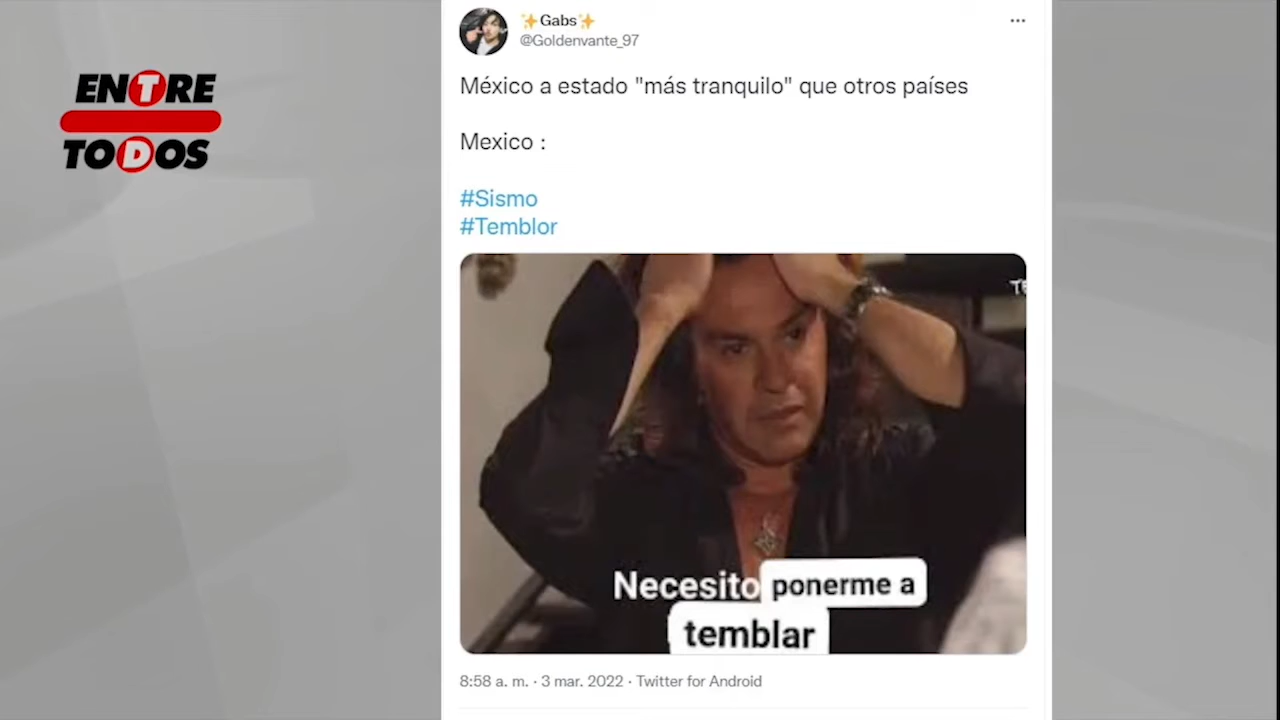 ENTRE
TODOS
✨Gabs✨
@Goldenvante_97
México a estado "más tranquilo" que otros países
Mexico :
#Sismo
#Temblor
Necesito ponerme a
temblar
8:58 a. m. · 3 mar. 2022 · Twitter for Android